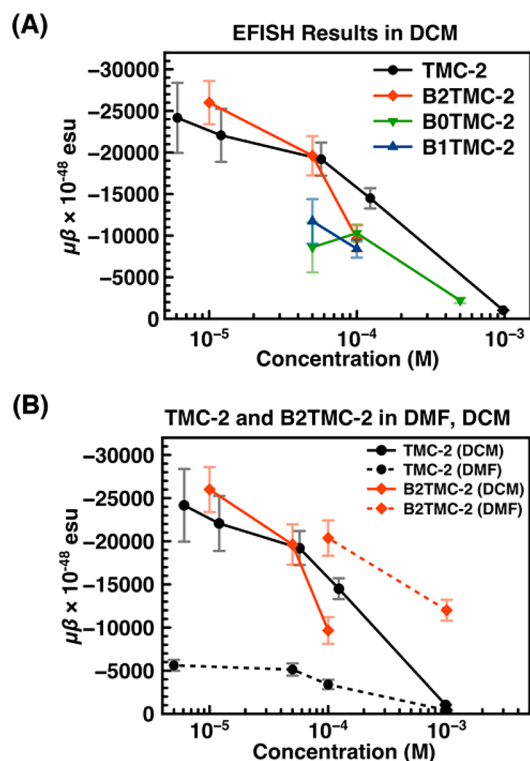 (A)
EFISH Results in DCM
TMC-2
B2TMC-2
B0TMC-2
B1TMC-2
−30000
−25000
−20000
−15000
−10000
−5000
0
μβ × 10⁻⁴⁸ esu
10⁻⁵
10⁻⁴
10⁻³
Concentration (M)
(B)
TMC-2 and B2TMC-2 in DMF, DCM
TMC-2 (DCM)
TMC-2 (DMF)
B2TMC-2 (DCM)
B2TMC-2 (DMF)
−30000
−25000
−20000
−15000
−10000
−5000
0
μβ × 10⁻⁴⁸ esu
10⁻⁵
10⁻⁴
10⁻³
Concentration (M)